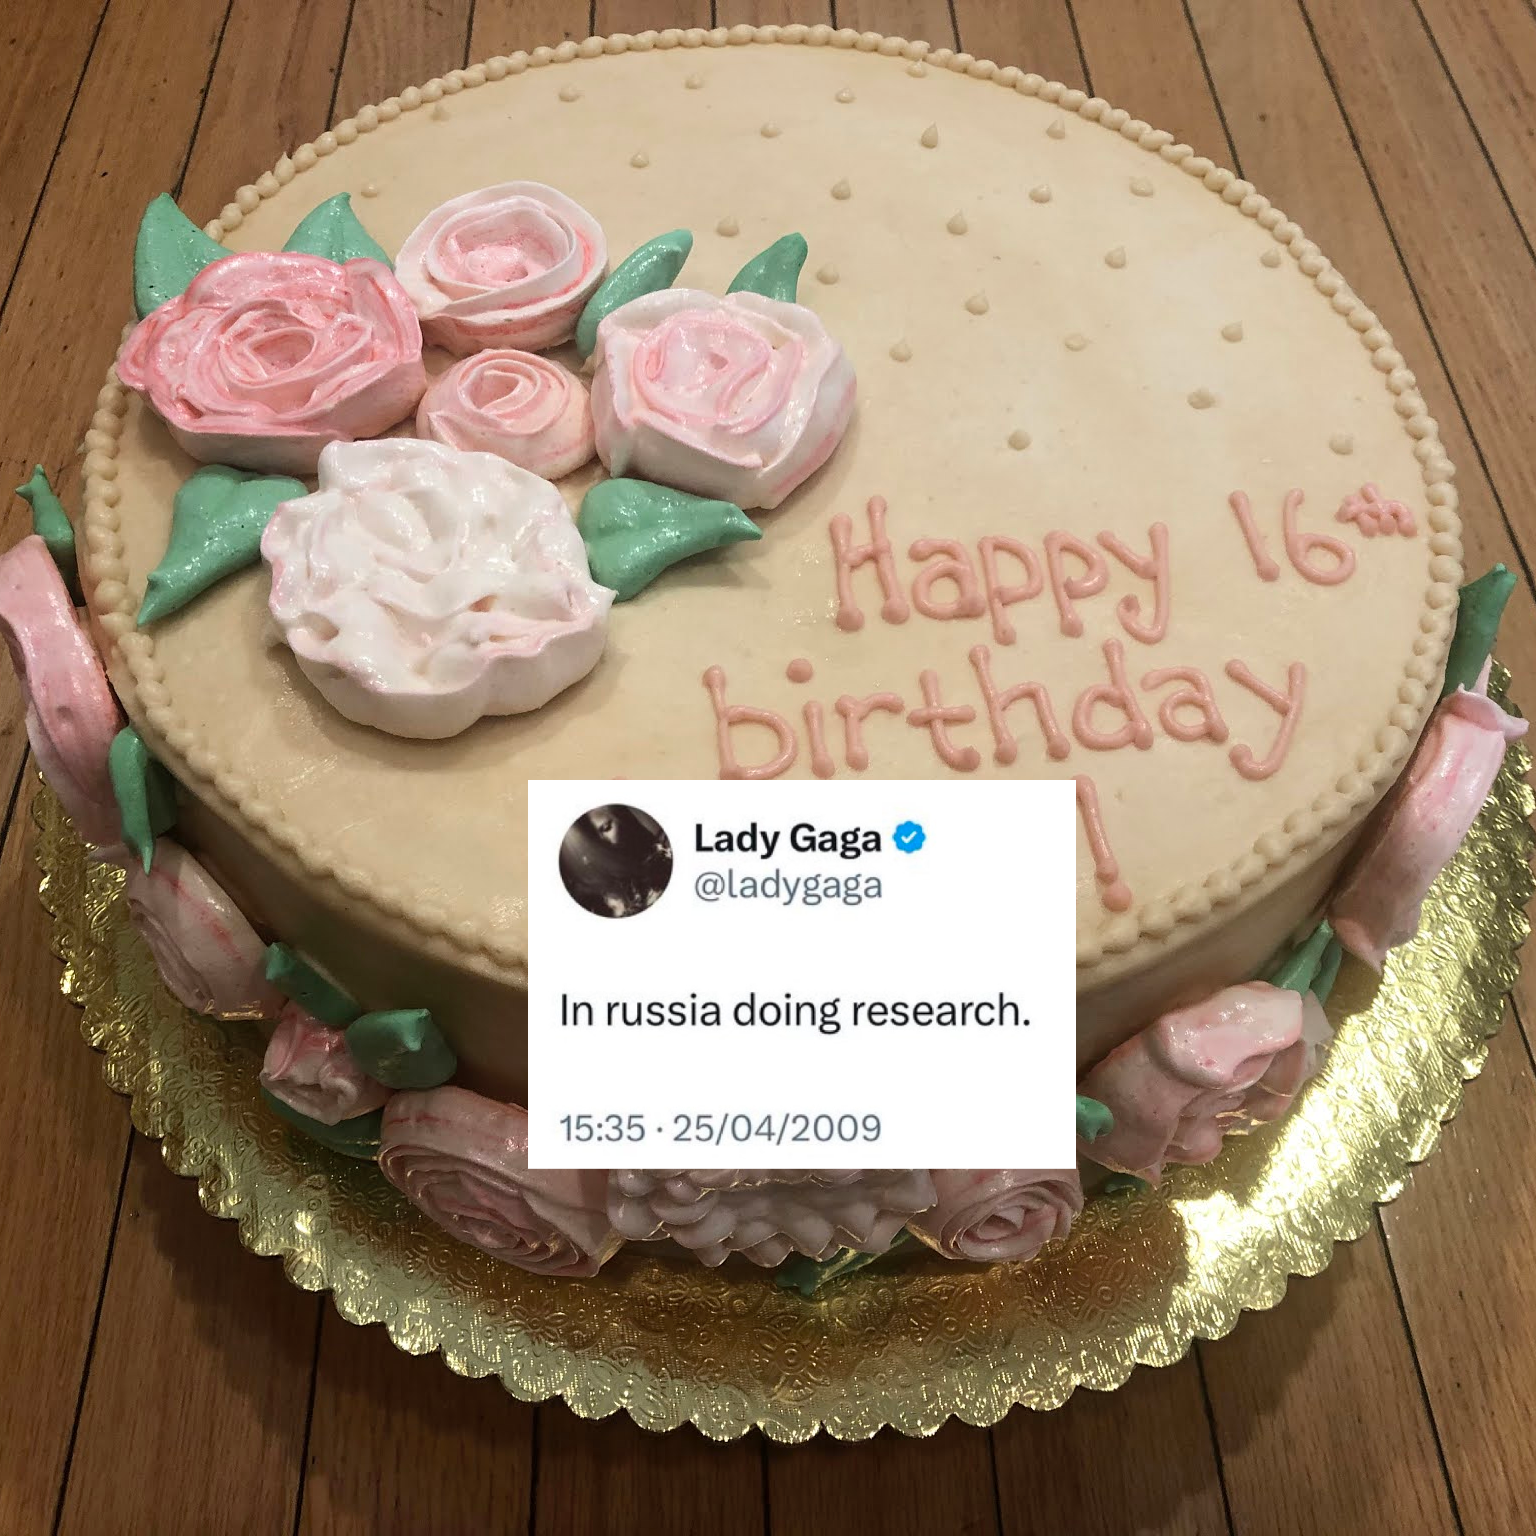 Happy 16th
birthday
!
Lady Gaga
@ladygaga
In russia doing research.
15:35 · 25/04/2009